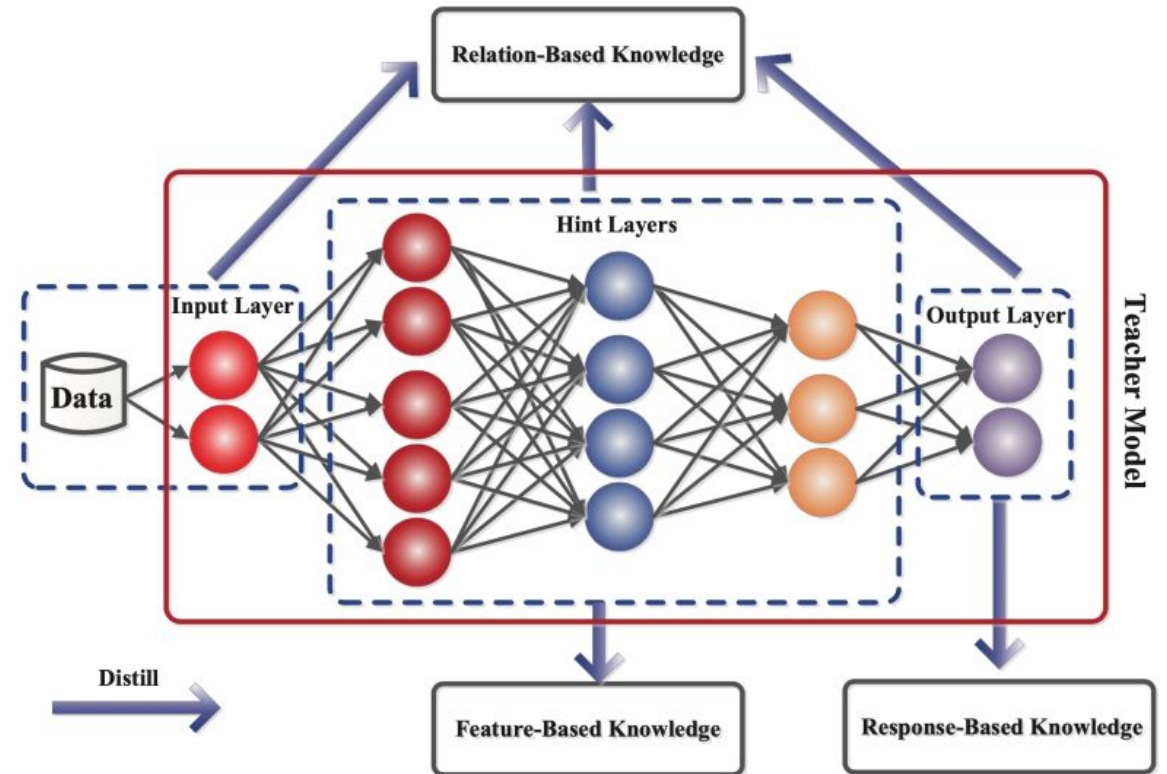 Relation-Based Knowledge
Hint Layers
Input Layer
Output Layer
Data
Teacher Model
Distill
Feature-Based Knowledge
Response-Based Knowledge